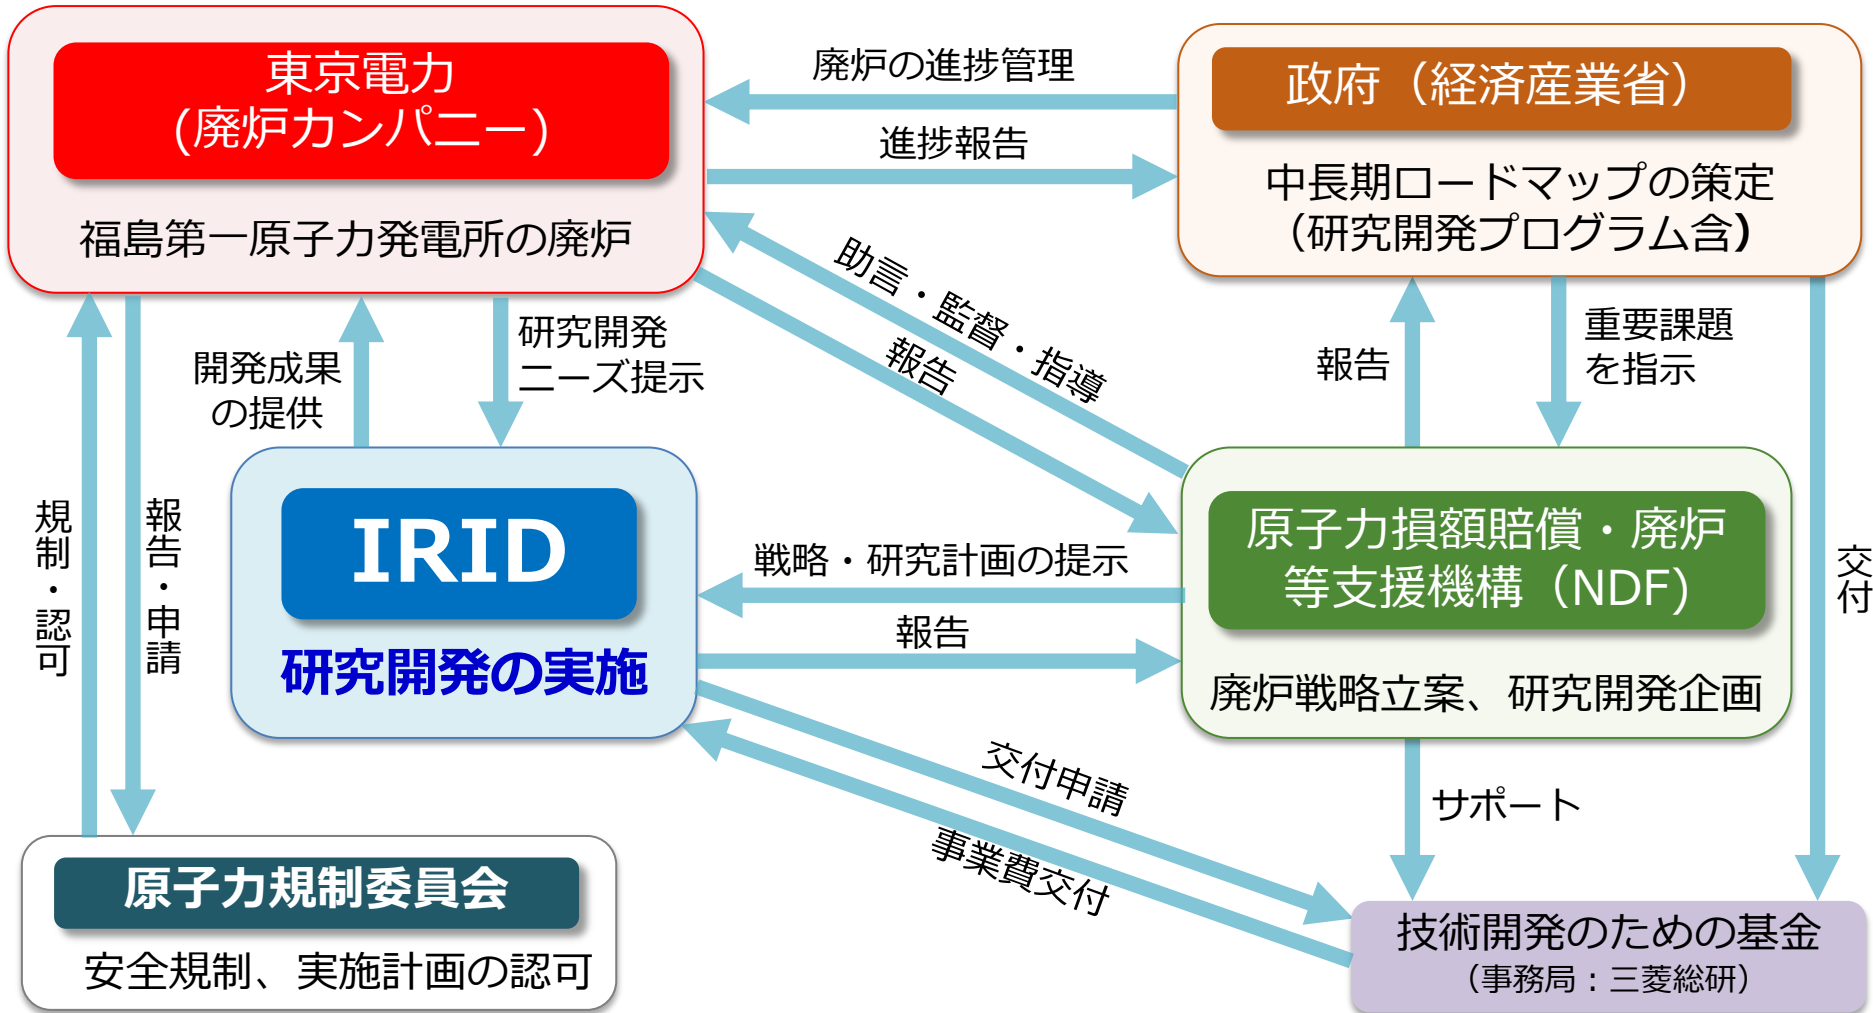 東京電力
(廃炉カンパニー)
福島第一原子力発電所の廃炉
廃炉の進捗管理
進捗報告
政府（経済産業省）
中長期ロードマップの策定
（研究開発プログラム含)
助言・監督・指導
報告
開発成果
の提供
研究開発
ニーズ提示
報告
重要課題
を指示
規制・認可
報告・申請
IRID
研究開発の実施
戦略・研究計画の提示
報告
原子力損額賠償・廃炉
等支援機構（NDF)
廃炉戦略立案、研究開発企画
交付
交付申請
事業費交付
サポート
原子力規制委員会
安全規制、実施計画の認可
技術開発のための基金
（事務局：三菱総研）